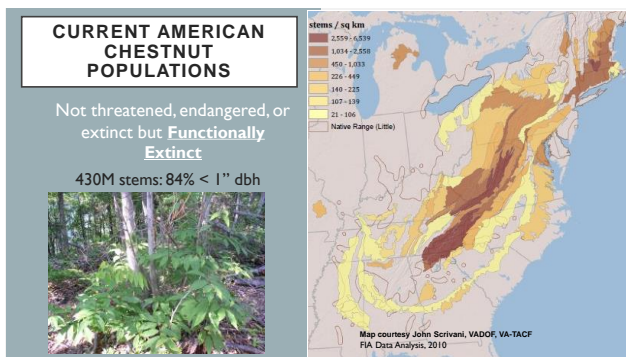 CURRENT AMERICAN
CHESTNUT
POPULATIONS
Not threatened, endangered, or
extinct but Functionally
Extinct
430M stems: 84% < 1” dbh
stems / sq km
2,559 - 6,539
1,034 - 2,558
450 - 1,033
226 - 449
140 - 225
107 - 139
21 - 106
Native Range (Little)
Map courtesy John Scrivani, VADOF, VA-TACF
FIA Data Analysis, 2010